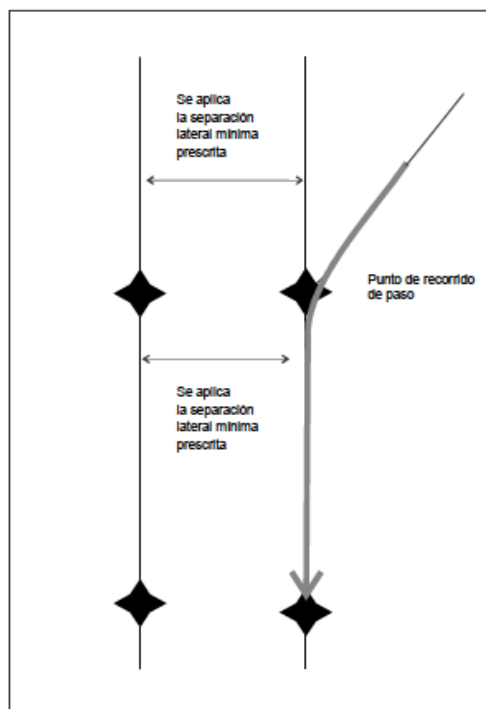 Se aplica
la separación
lateral mínima
prescrita
Punto de recorrido
de paso
Se aplica
la separación
lateral mínima
prescrita